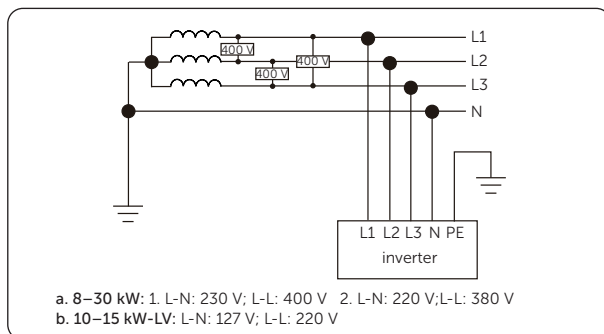 L1
400 V
L2
400 V
400 V
L3
N
L1 L2 L3 N PE
inverter
a. 8–30 kW: 1. L-N: 230 V; L-L: 400 V 2. L-N: 220 V;L-L: 380 V
b. 10–15 kW-LV: L-N: 127 V; L-L: 220 V